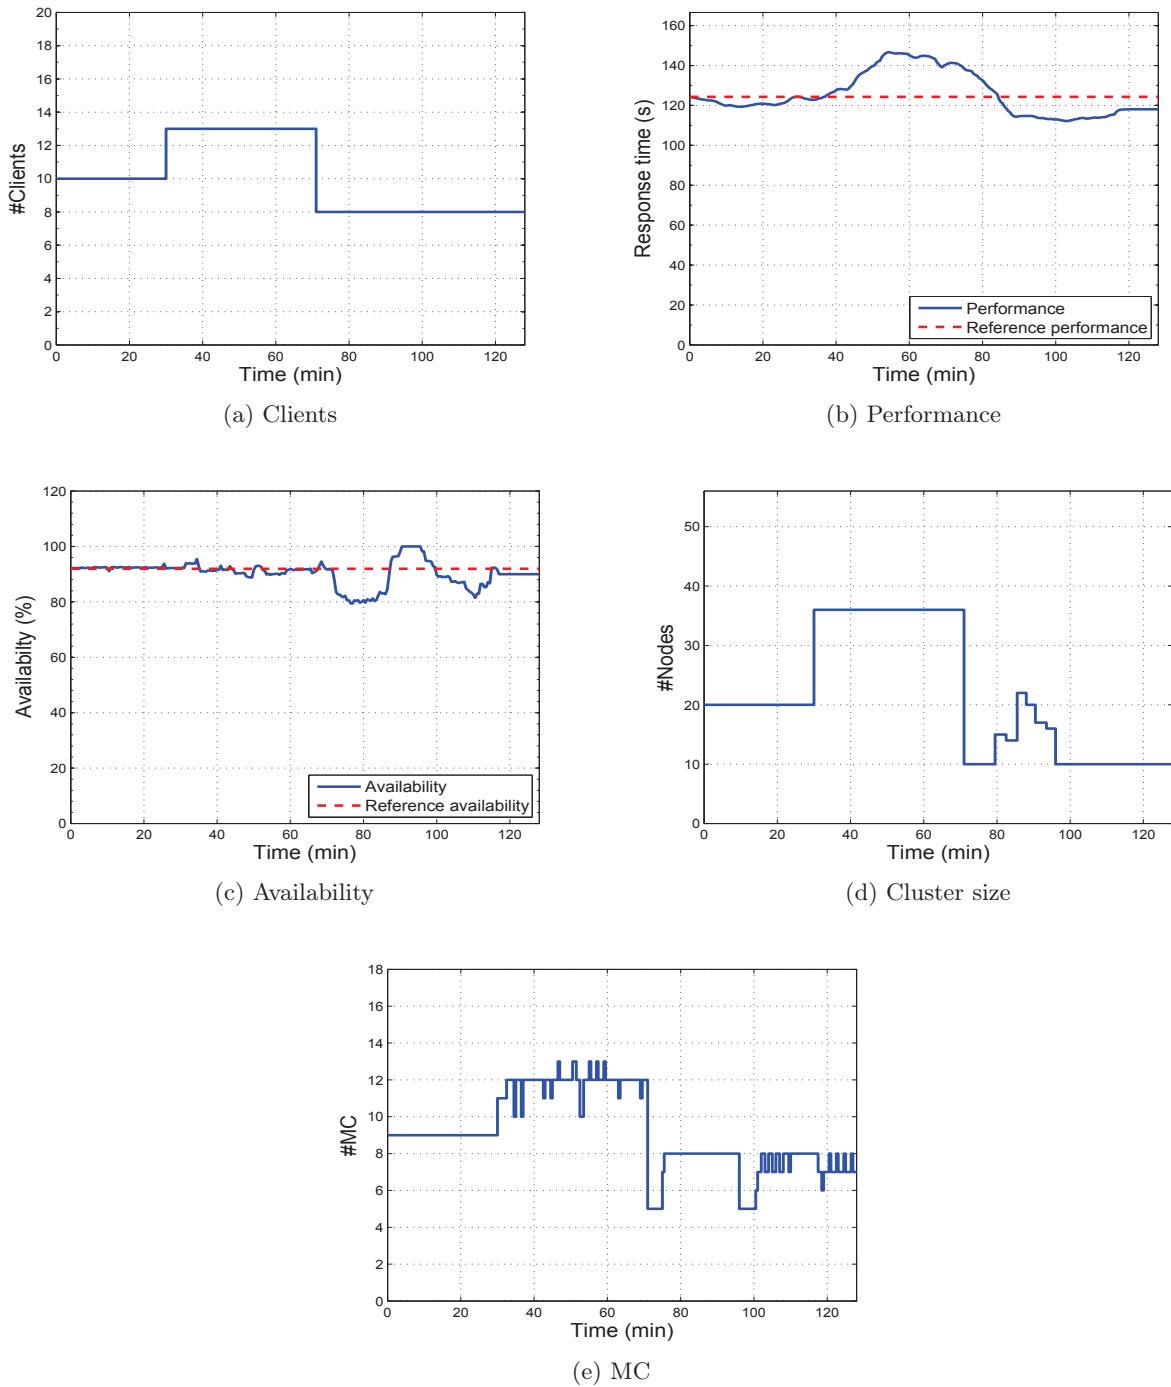 20
18
16
14
12
10
8
6
4
2
0
#Clients
0 20 40 60 80 100 120
Time (min)
(a) Clients
160
140
120
100
80
60
40
20
0
Response time (s)
Performance
Reference performance
0 20 40 60 80 100 120
Time (min)
(b) Performance
120
100
80
60
40
20
0
Availabilty (%)
Availability
Reference availability
0 20 40 60 80 100 120
Time (min)
(c) Availability
50
40
30
20
10
0
#Nodes
0 20 40 60 80 100 120
Time (min)
(d) Cluster size
18
16
14
12
10
8
6
4
2
0
#MC
0 20 40 60 80 100 120
Time (min)
(e) MC